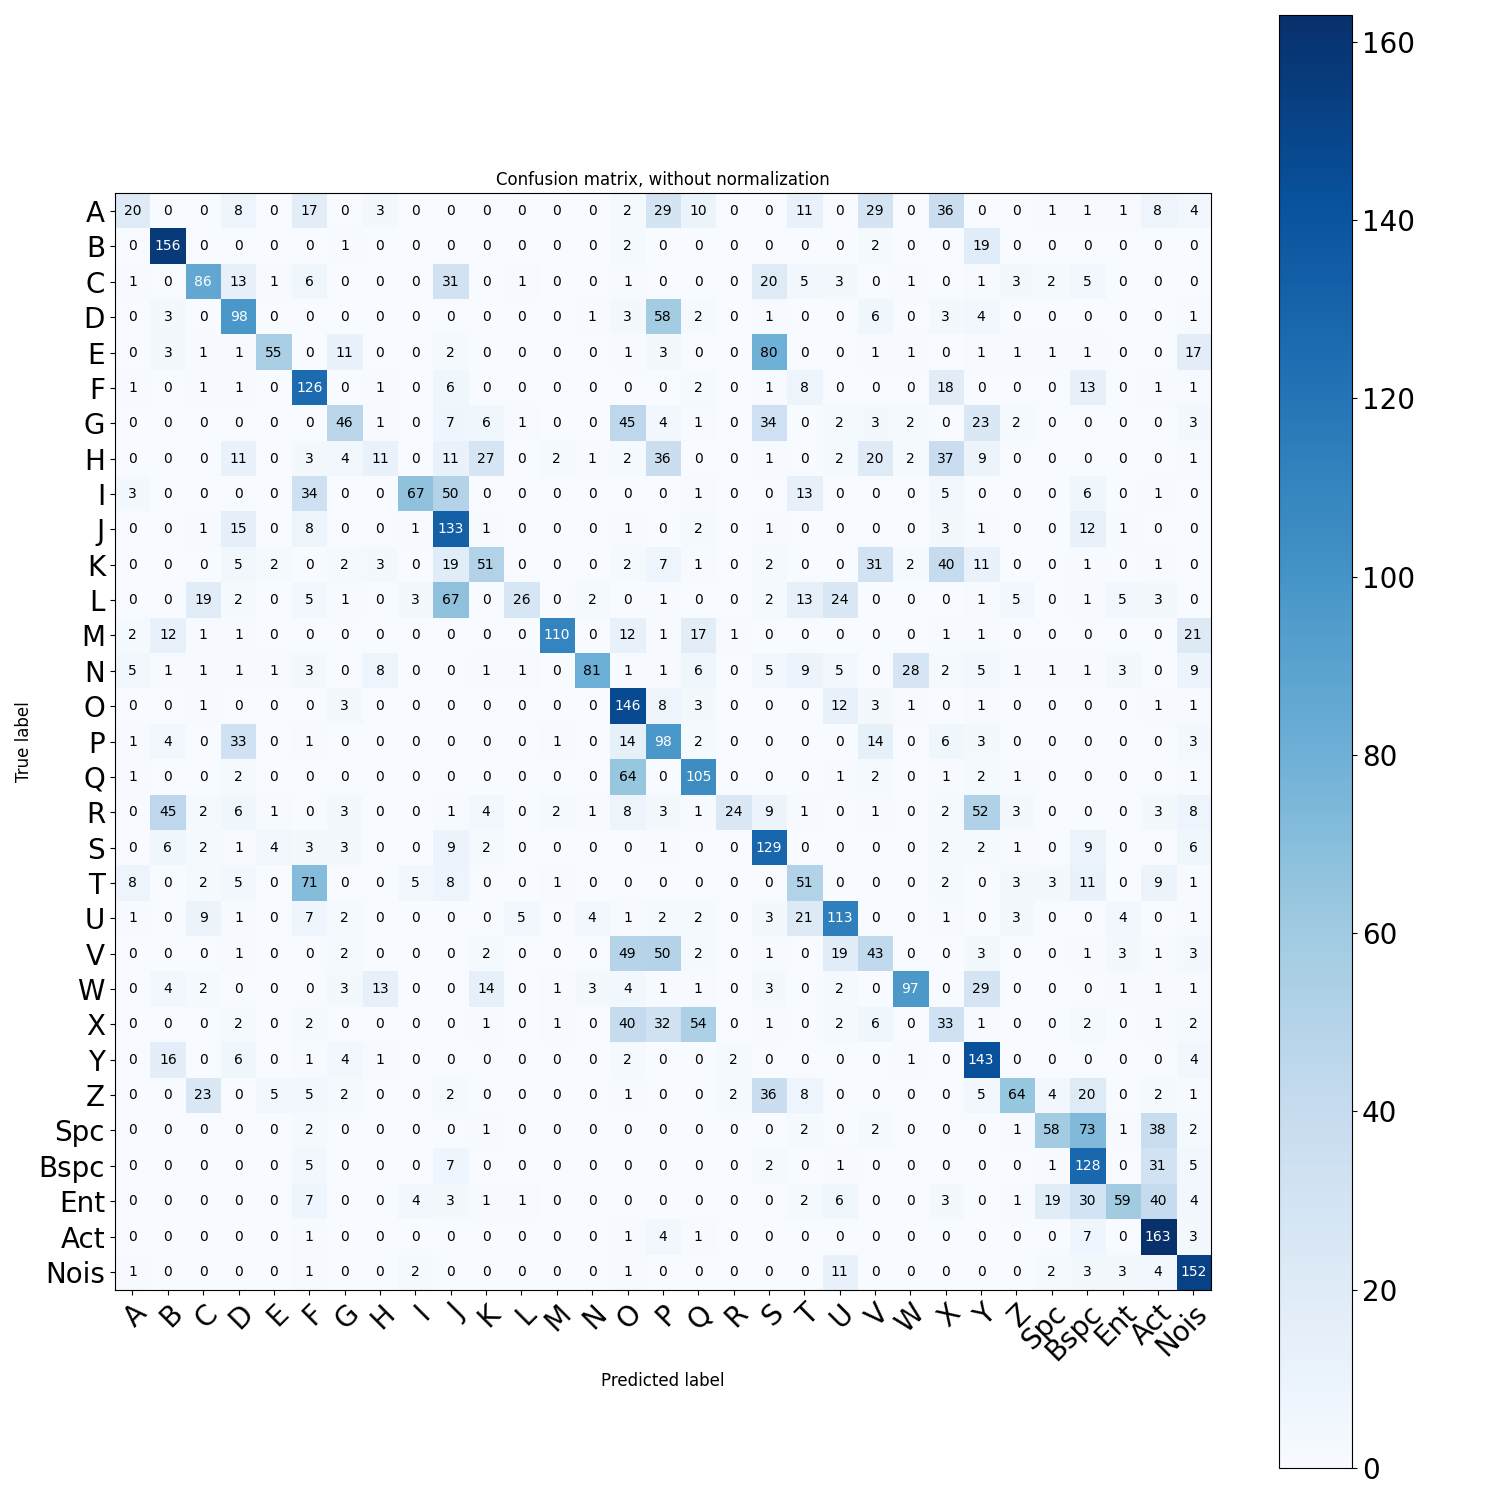 Confusion matrix, without normalization
A 20 0 0 8 0 17 0 3 0 0 0 0 0 0 2 29 10 0 0 11 0 29 0 36 0 0 1 1 1 8 4
B 0 156 0 0 0 0 1 0 0 0 0 0 0 0 2 0 0 0 0 0 0 2 0 0 19 0 0 0 0 0 0
C 1 0 86 13 1 6 0 0 0 31 0 1 0 0 1 0 0 0 20 5 3 0 1 0 1 3 2 5 0 0 0
D 0 3 0 98 0 0 0 0 0 0 0 0 0 1 3 58 2 0 1 0 0 6 0 3 4 0 0 0 0 0 1
E 0 3 1 1 55 0 11 0 0 2 0 0 0 0 1 3 0 0 80 0 0 1 1 0 1 1 1 1 0 0 17
F 1 0 1 1 0 126 0 1 0 6 0 0 0 0 0 0 2 0 1 8 0 0 0 18 0 0 0 13 0 1 1
G 0 0 0 0 0 0 46 1 0 7 6 1 0 0 45 4 1 0 34 0 2 3 2 0 23 2 0 0 0 0 3
H 0 0 0 11 0 3 4 11 0 11 27 0 2 1 2 36 0 0 1 0 2 20 2 37 9 0 0 0 0 0 1
I 3 0 0 0 0 34 0 0 67 50 0 0 0 0 0 0 1 0 0 13 0 0 0 5 0 0 0 6 0 1 0
J 0 0 1 15 0 8 0 0 1 133 1 0 0 0 1 0 2 0 1 0 0 0 0 3 1 0 0 12 1 0 0
K 0 0 0 5 2 0 2 3 0 19 51 0 0 0 2 7 1 0 2 0 0 31 2 40 11 0 0 1 0 1 0
L 0 0 19 2 0 5 1 0 3 67 0 26 0 2 0 1 0 0 2 13 24 0 0 0 1 5 0 1 5 3 0
M 2 12 1 1 0 0 0 0 0 0 0 0 110 0 12 1 17 1 0 0 0 0 0 1 1 0 0 0 0 0 21
N 5 1 1 1 1 3 0 8 0 0 1 1 0 81 1 1 6 0 5 9 5 0 28 2 5 1 1 1 3 0 9
O 0 0 1 0 0 0 3 0 0 0 0 0 0 0 146 8 3 0 0 0 12 3 1 0 1 0 0 0 0 1 1
P 1 4 0 33 0 1 0 0 0 0 0 0 1 0 14 98 2 0 0 0 0 14 0 6 3 0 0 0 0 0 3
Q 1 0 0 2 0 0 0 0 0 0 0 0 0 0 64 0 105 0 0 0 1 2 0 1 2 1 0 0 0 0 1
R 0 45 2 6 1 0 3 0 0 1 4 0 2 1 8 3 1 24 9 1 0 1 0 2 52 3 0 0 0 3 8
S 0 6 2 1 4 3 3 0 0 9 2 0 0 0 0 1 0 0 129 0 0 0 0 2 2 1 0 9 0 0 6
T 8 0 2 5 0 71 0 0 5 8 0 0 1 0 0 0 0 0 0 51 0 0 0 2 0 3 3 11 0 9 1
U 1 0 9 1 0 7 2 0 0 0 0 5 0 4 1 2 2 0 3 21 113 0 0 1 0 3 0 0 4 0 1
V 0 0 0 1 0 0 2 0 0 0 2 0 0 0 49 50 2 0 1 0 19 43 0 0 3 0 0 1 3 1 3
W 0 4 2 0 0 0 3 13 0 0 14 0 1 3 4 1 1 0 3 0 2 0 97 0 29 0 0 0 1 1 1
X 0 0 0 2 0 2 0 0 0 0 1 0 1 0 40 32 54 0 1 0 2 6 0 33 1 0 0 2 0 1 2
Y 0 16 0 6 0 1 4 1 0 0 0 0 0 0 2 0 0 2 0 0 0 0 1 0 143 0 0 0 0 0 4
Z 0 0 23 0 5 5 2 0 0 2 0 0 0 0 1 0 0 2 36 8 0 0 0 0 5 64 4 20 0 2 1
Spc 0 0 0 0 0 2 0 0 0 0 1 0 0 0 0 0 0 0 0 2 0 2 0 0 0 1 58 73 1 38 2
Bspc 0 0 0 0 0 5 0 0 0 7 0 0 0 0 0 0 0 0 2 0 1 0 0 0 0 0 1 128 0 31 5
Ent 0 0 0 0 0 7 0 0 4 3 1 1 0 0 0 0 0 0 0 2 6 0 0 3 0 1 19 30 59 40 4
Act 0 0 0 0 0 1 0 0 0 0 0 0 0 0 1 4 1 0 0 0 0 0 0 0 0 0 0 7 0 163 3
Nois 1 0 0 0 0 1 0 0 2 0 0 0 0 0 1 0 0 0 0 0 11 0 0 0 0 0 2 3 3 4 152
A B C D E F G H I J K L M N O P Q R S T U V W X Y Z Spc Bspc Ent Act Nois
True label
Predicted label
160
140
120
100
80
60
40
20
0